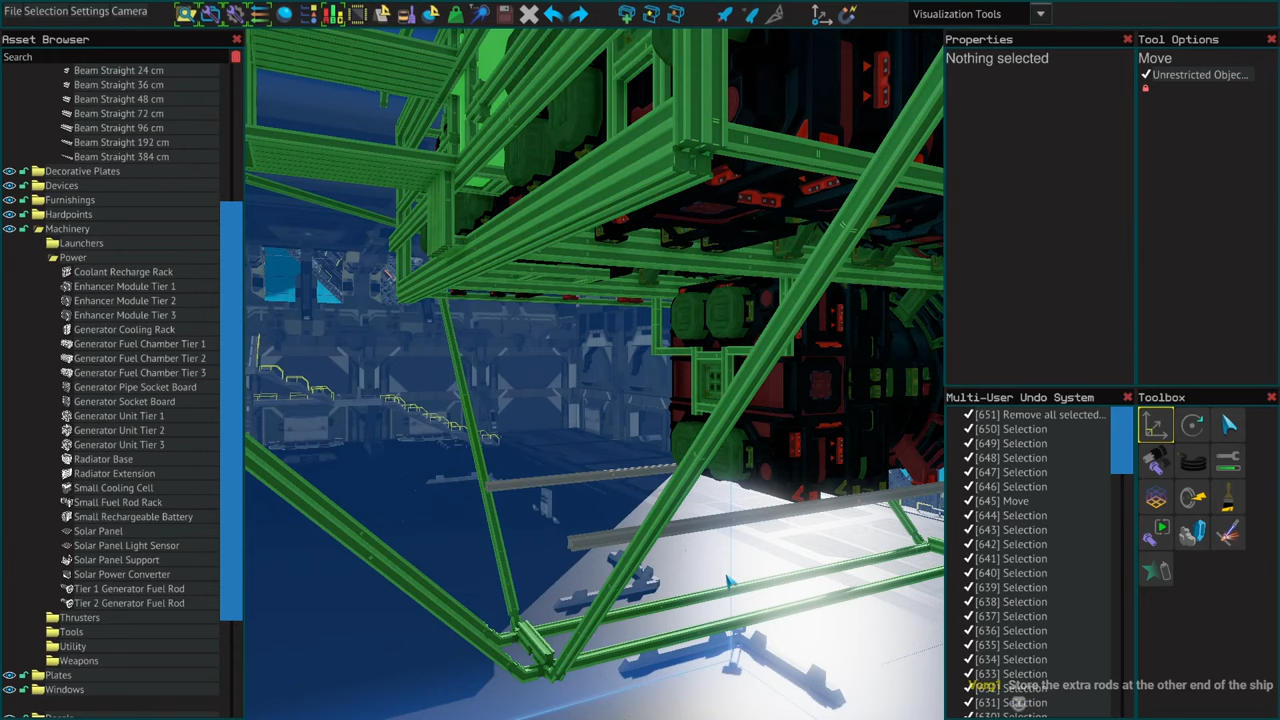 File Selection Settings Camera
Visualization Tools
Asset Browser
Search
Beam Straight 24 cm
Beam Straight 36 cm
Beam Straight 48 cm
Beam Straight 72 cm
Beam Straight 96 cm
Beam Straight 192 cm
Beam Straight 384 cm
Decorative Plates
Devices
Furnishings
Hardpoints
Machinery
Launchers
Power
Coolant Recharge Rack
Enhancer Module Tier 1
Enhancer Module Tier 2
Enhancer Module Tier 3
Generator Cooling Rack
Generator Fuel Chamber Tier 1
Generator Fuel Chamber Tier 2
Generator Fuel Chamber Tier 3
Generator Pipe Socket Board
Generator Socket Board
Generator Unit Tier 1
Generator Unit Tier 2
Generator Unit Tier 3
Radiator Base
Radiator Extension
Small Cooling Cell
Small Fuel Rod Rack
Small Rechargeable Battery
Solar Panel
Solar Panel Light Sensor
Solar Panel Support
Solar Power Converter
Tier 1 Generator Fuel Rod
Tier 2 Generator Fuel Rod
Thrusters
Tools
Utility
Weapons
Plates
Windows
Properties
Nothing selected
Tool Options
Move
Unrestricted Objec...
Multi-User Undo System
[651] Remove all selected...
[650] Selection
[649] Selection
[648] Selection
[647] Selection
[646] Selection
[645] Move
[644] Selection
[643] Selection
[642] Selection
[641] Selection
[640] Selection
[639] Selection
[638] Selection
[637] Selection
[636] Selection
[635] Selection
[634] Selection
[633] Selection
[631] Selection
Toolbox
Store the extra rods at the other end of the ship